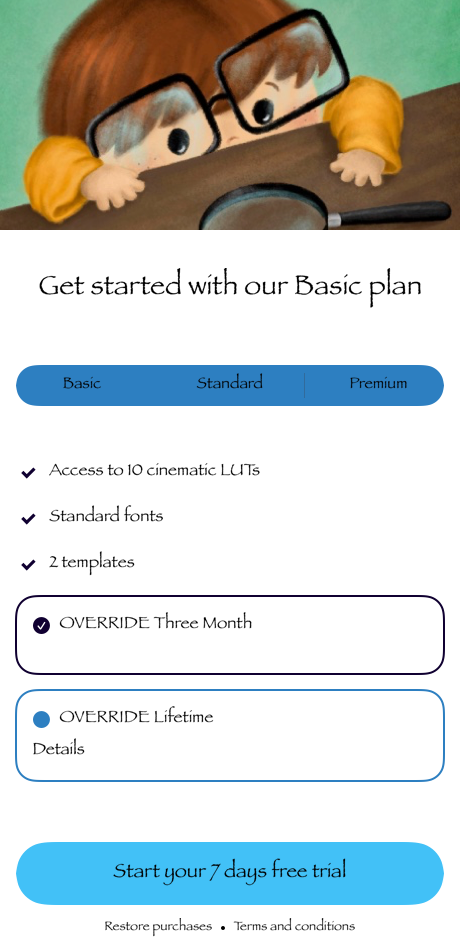 Get started with our Basic plan
Basic Standard Premium
Access to 10 cinematic LUTs
Standard fonts
2 templates
OVERRIDE Three Month
OVERRIDE Lifetime
Details
Start your 7 days free trial
Restore purchases • Terms and conditions